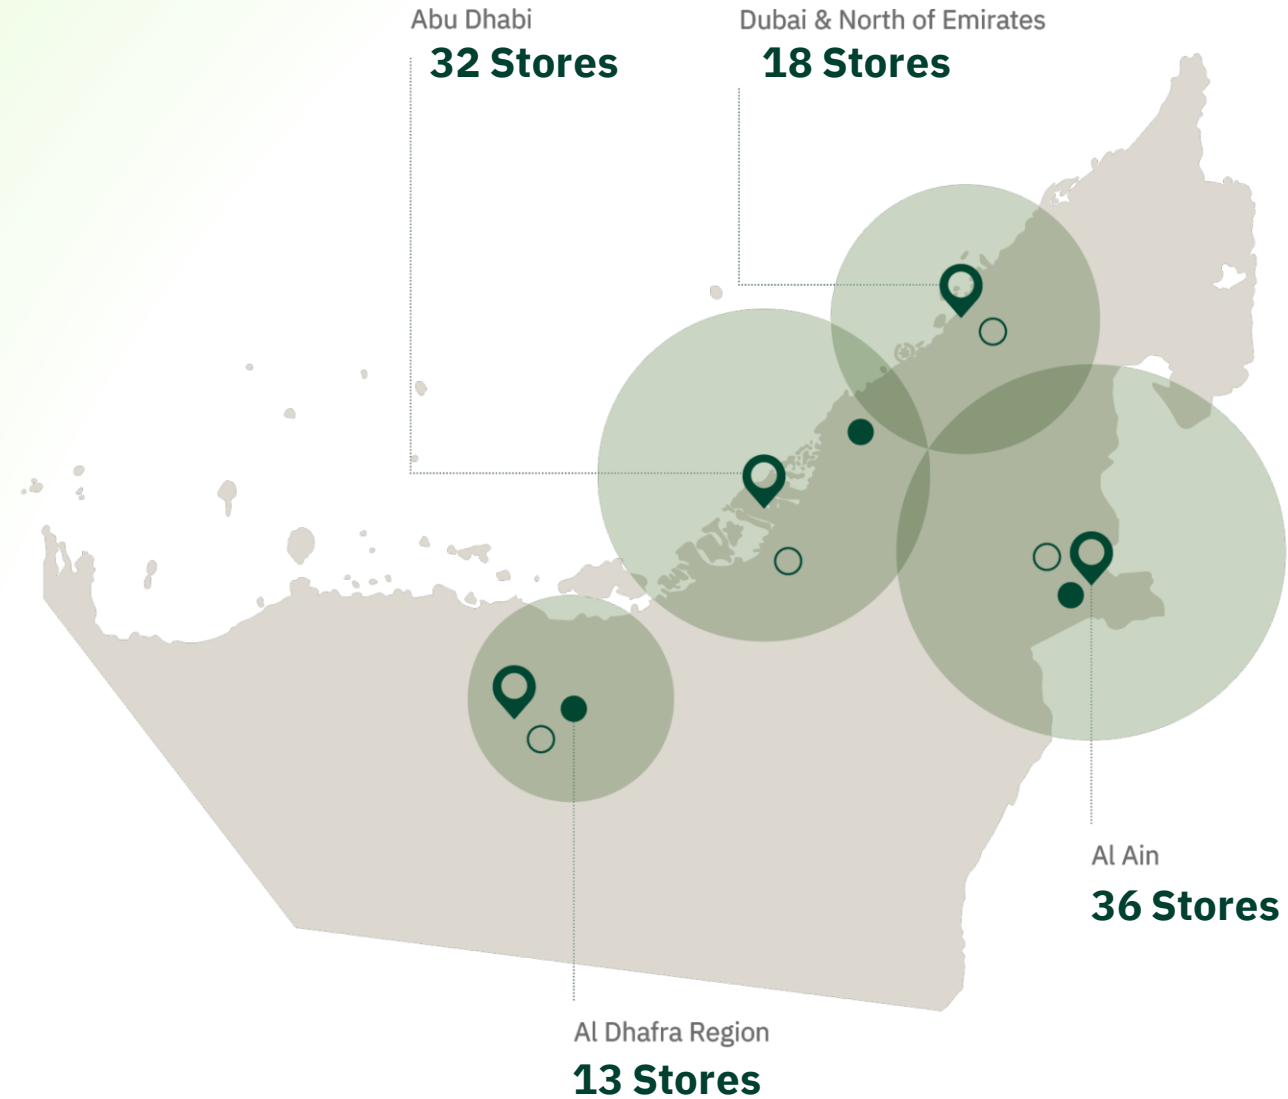 Abu Dhabi
32 Stores
Dubai & North of Emirates
18 Stores
Al Ain
36 Stores
Al Dhafra Region
13 Stores